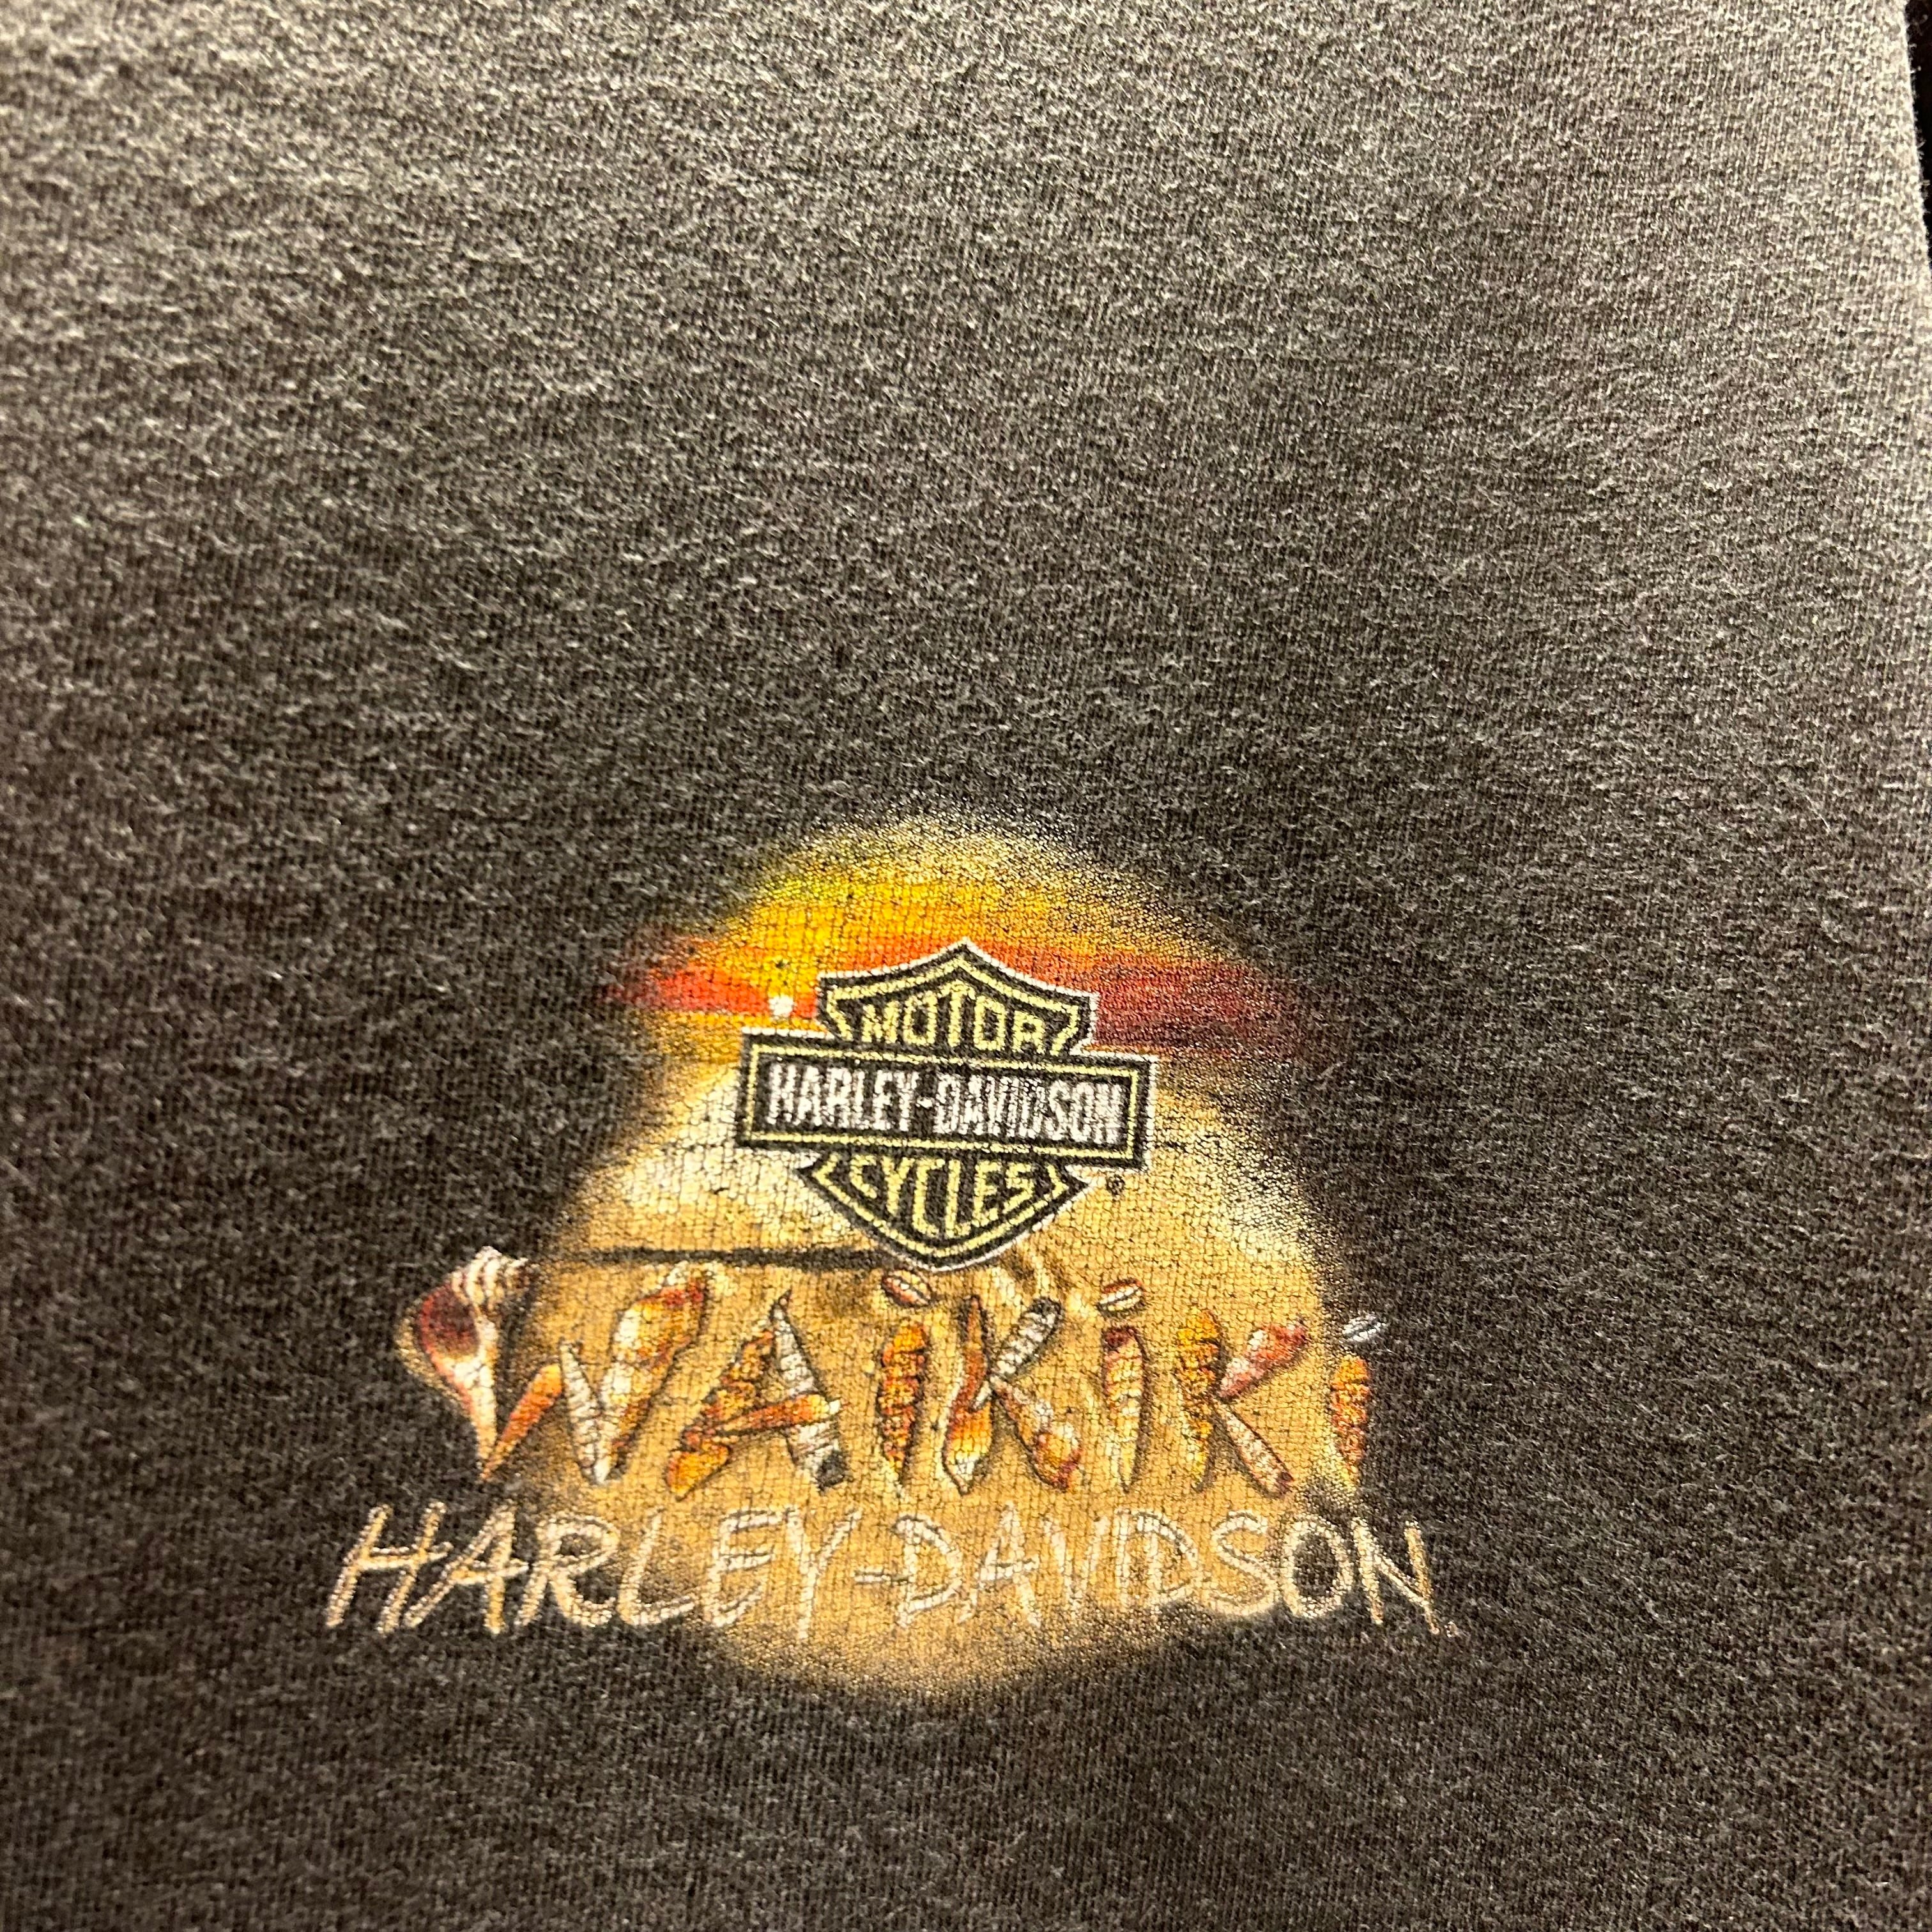 MOTOR
HARLEY-DAVIDSON
CYCLES
®
WAiKiKi
HARLEY-DAVIDSON.